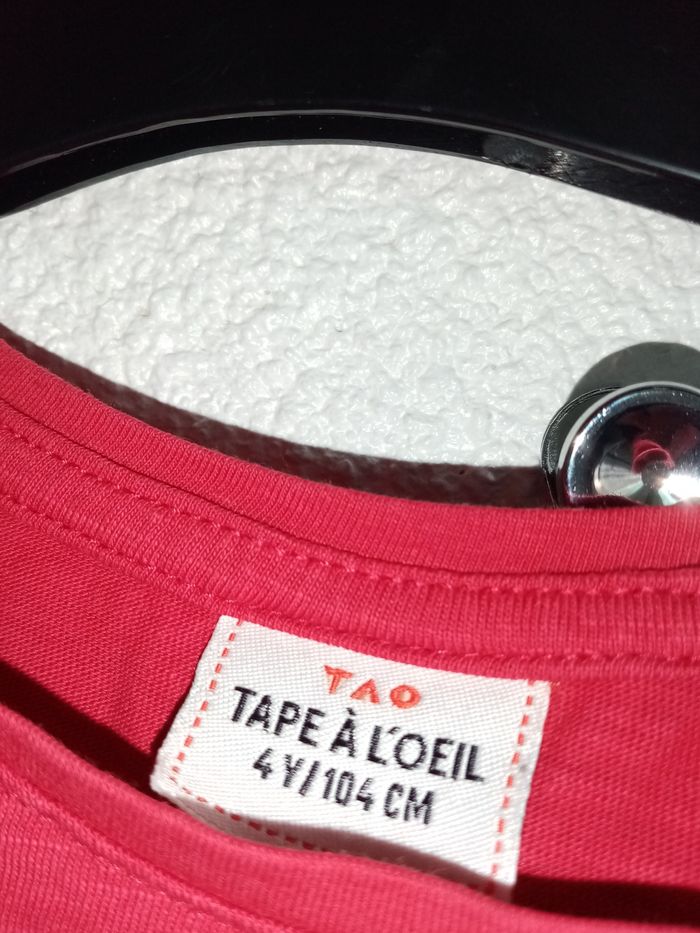 TAO
TAPE À L'OEIL
4Y/104 CM